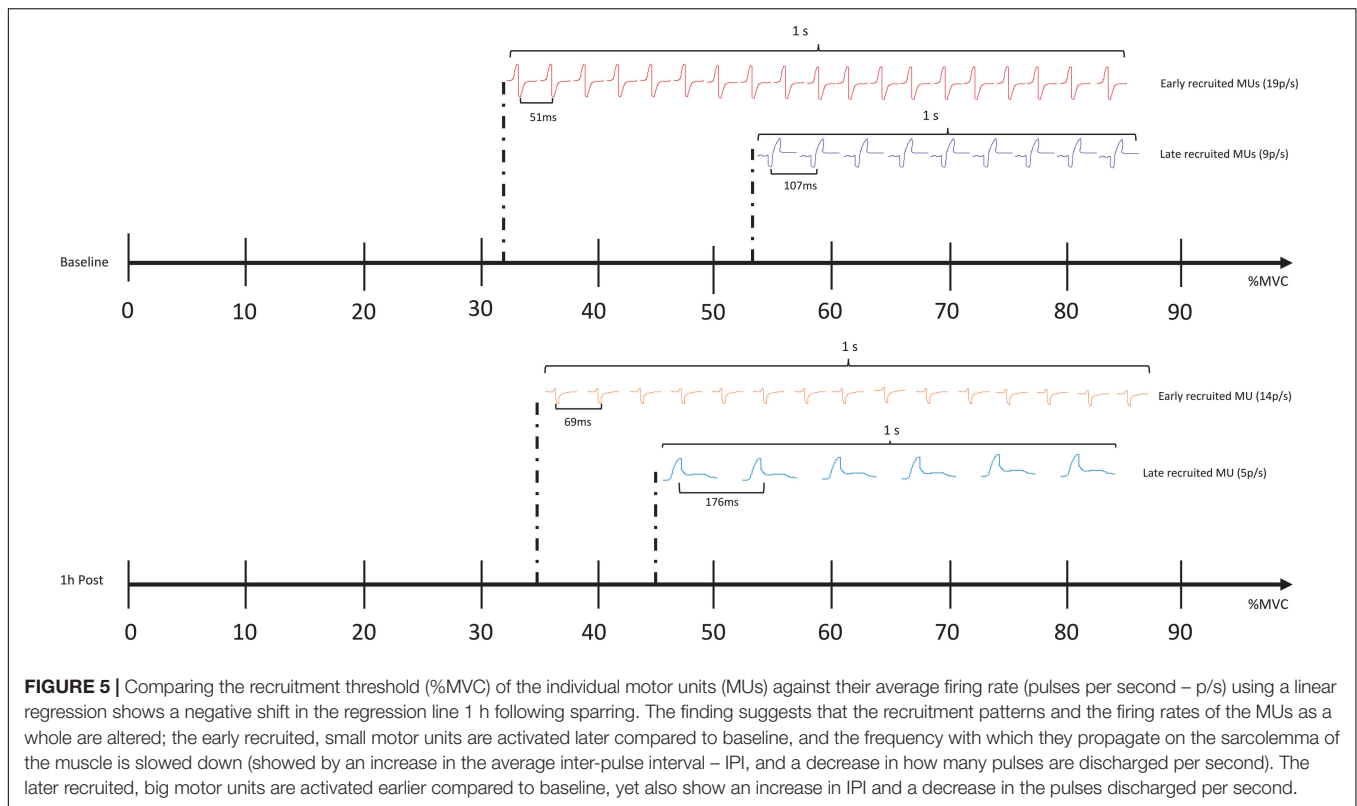 1 s
Early recruited MUs (19p/s)
51ms
1 s
Late recruited MUs (9p/s)
107ms
Baseline
%MVC
0 10 20 30 40 50 60 70 80 90
1 s
Early recruited MU (14p/s)
69ms
1 s
Late recruited MU (5p/s)
176ms
1h Post
%MVC
0 10 20 30 40 50 60 70 80 90
FIGURE 5 | Comparing the recruitment threshold (%MVC) of the individual motor units (MUs) against their average firing rate (pulses per second – p/s) using a linear
regression shows a negative shift in the regression line 1 h following sparring. The finding suggests that the recruitment patterns and the firing rates of the MUs as a
whole are altered; the early recruited, small motor units are activated later compared to baseline, and the frequency with which they propagate on the sarcolemma of
the muscle is slowed down (showed by an increase in the average inter-pulse interval – IPI, and a decrease in how many pulses are discharged per second). The
later recruited, big motor units are activated earlier compared to baseline, yet also show an increase in IPI and a decrease in the pulses discharged per second.